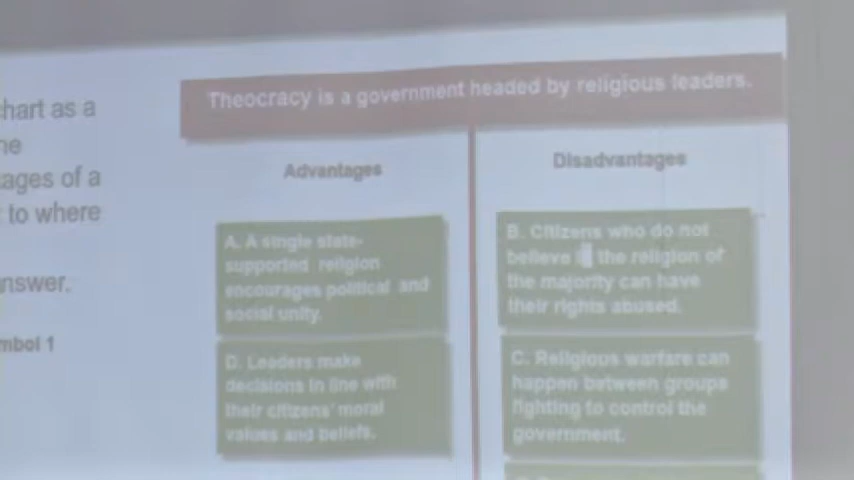 hart as a
ne
ages of a
to where
nswer.
mbol 1
Theocracy is a government headed by religious leaders.
Advantages
Disadvantages
A. A single state-
supported religion
encourages political and
social unity.
B. Citizens who do not
believe the religion of
the majority can have
their rights abused.
D. Leaders make
decisions in line with
their citizens' moral
values and beliefs.
C. Religious warfare can
happen between groups
fighting to control the
government.